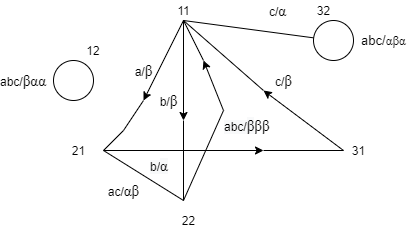 11
c/α
32
abc/αβα
12
abc/βαα
a/β
b/β
c/β
abc/βββ
21
b/α
31
ac/αβ
22